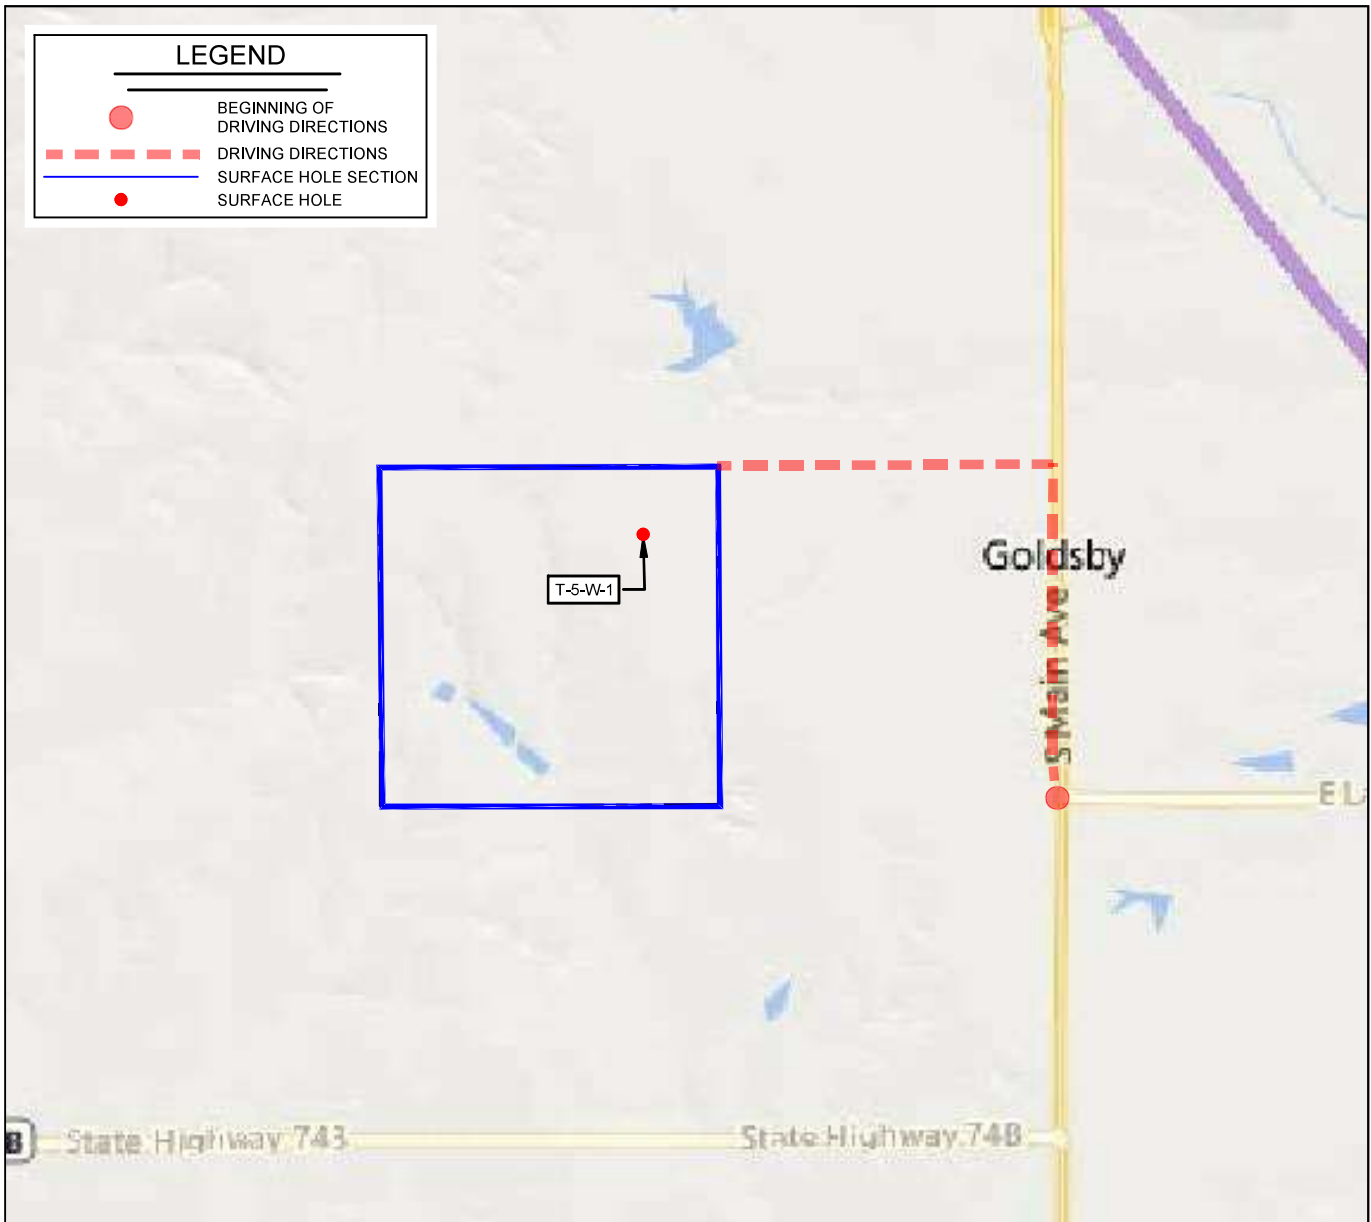 LEGEND
BEGINNING OF
DRIVING DIRECTIONS
DRIVING DIRECTIONS
SURFACE HOLE SECTION
SURFACE HOLE
Goldsby
T-5-W-1
S Main Ave
E L
B
State Highway 74B
State Highway 74B